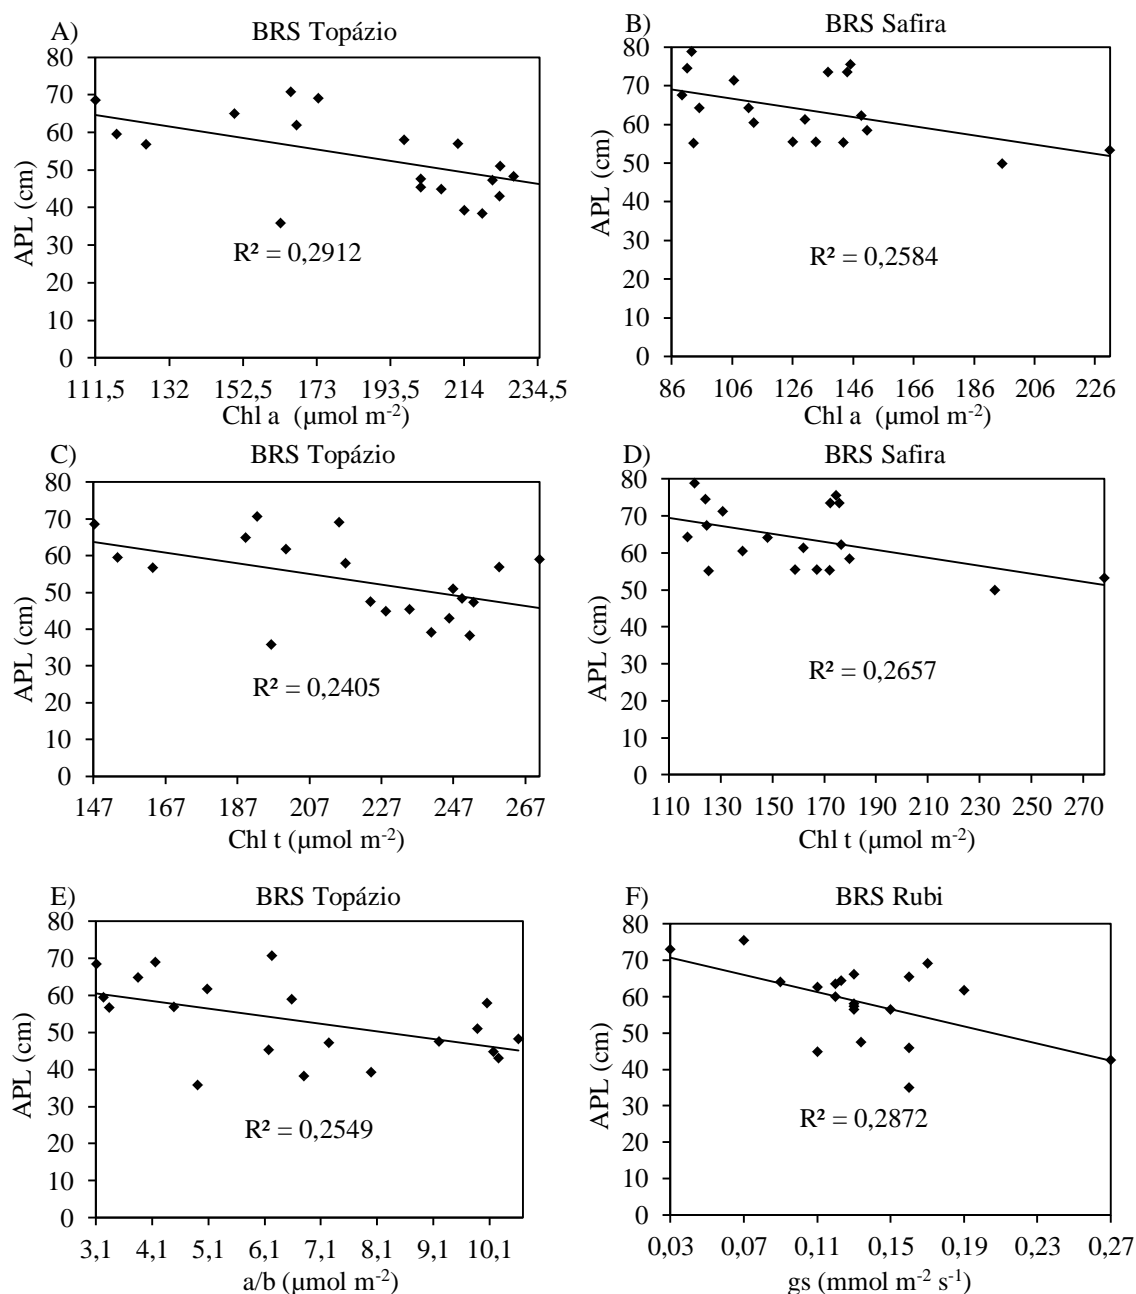 A) BRS Topázio
80
70
60
50
40
30
20
10
0
APL (cm)
R² = 0,2912
111,5 132 152,5 173 193,5 214 234,5
Chl a (µmol m-2)
B) BRS Safira
80
70
60
50
40
30
20
10
0
APL (cm)
R² = 0,2584
86 106 126 146 166 186 206 226
Chl a (µmol m-2)
C) BRS Topázio
80
70
60
50
40
30
20
10
0
APL (cm)
R² = 0,2405
147 167 187 207 227 247 267
Chl t (µmol m-2)
D) BRS Safira
80
70
60
50
40
30
20
10
0
APL (cm)
R² = 0,2657
110 130 150 170 190 210 230 250 270
Chl t (µmol m-2)
E) BRS Topázio
80
70
60
50
40
30
20
10
0
APL (cm)
R² = 0,2549
3,1 4,1 5,1 6,1 7,1 8,1 9,1 10,1
a/b (µmol m-2)
F) BRS Rubi
80
70
60
50
40
30
20
10
0
APL (cm)
R² = 0,2872
0,03 0,07 0,11 0,15 0,19 0,23 0,27
gs (mmol m-2 s-1)